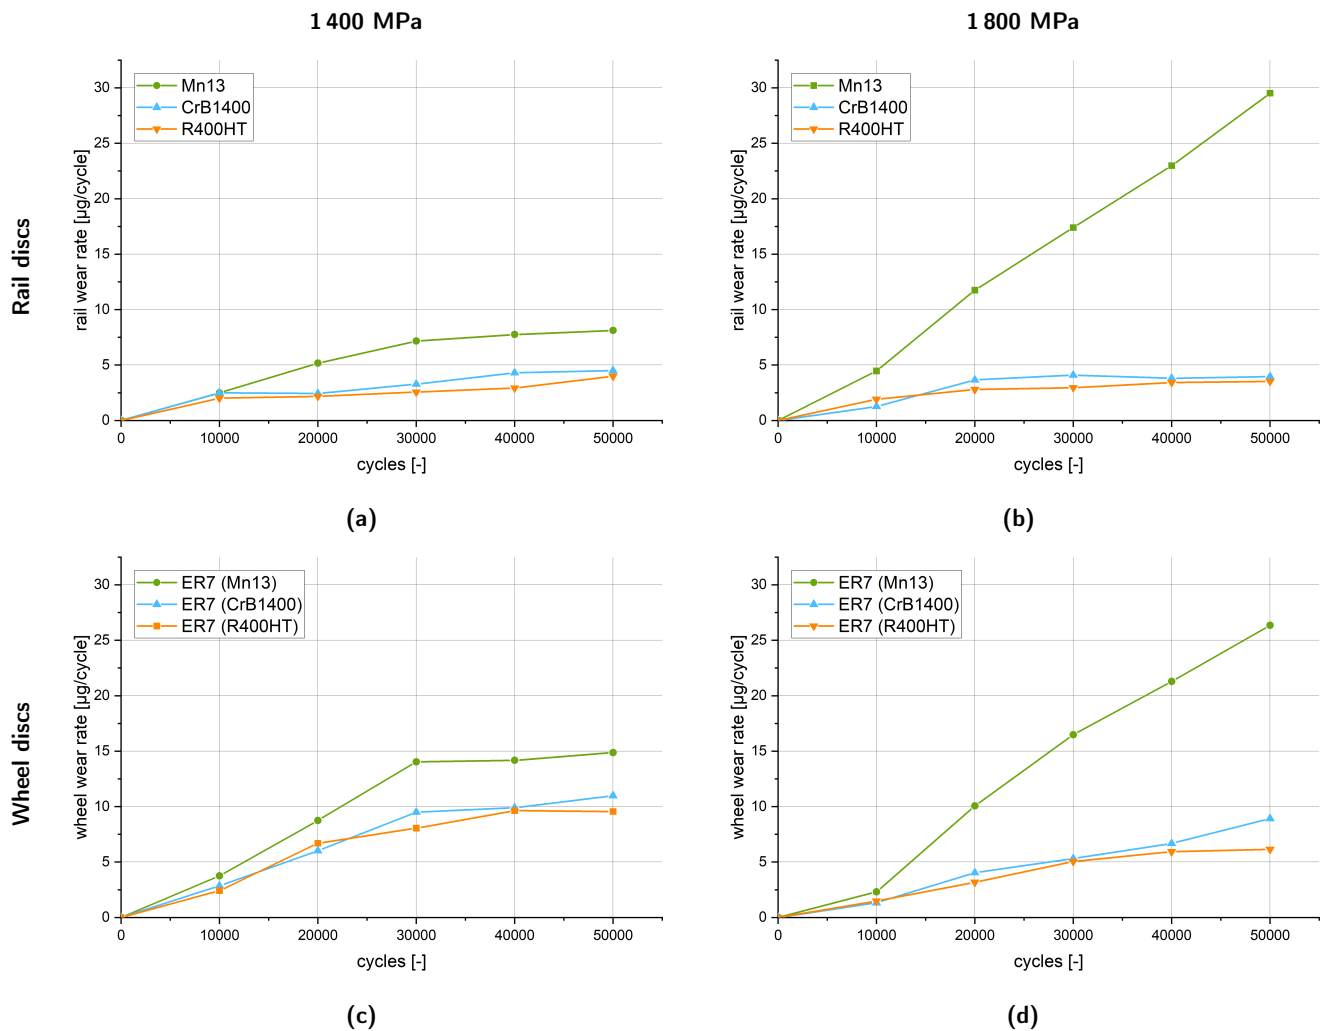 1 400 MPa
1 800 MPa
Rail discs
rail wear rate [µg/cycle]
30
25
20
15
10
5
0
Mn13
CrB1400
R400HT
0 10000 20000 30000 40000 50000
cycles [-]
(a)
rail wear rate [µg/cycle]
30
25
20
15
10
5
0
Mn13
CrB1400
R400HT
0 10000 20000 30000 40000 50000
cycles [-]
(b)
Wheel discs
wheel wear rate [µg/cycle]
30
25
20
15
10
5
0
ER7 (Mn13)
ER7 (CrB1400)
ER7 (R400HT)
0 10000 20000 30000 40000 50000
cycles [-]
(c)
wheel wear rate [µg/cycle]
30
25
20
15
10
5
0
ER7 (Mn13)
ER7 (CrB1400)
ER7 (R400HT)
0 10000 20000 30000 40000 50000
cycles [-]
(d)